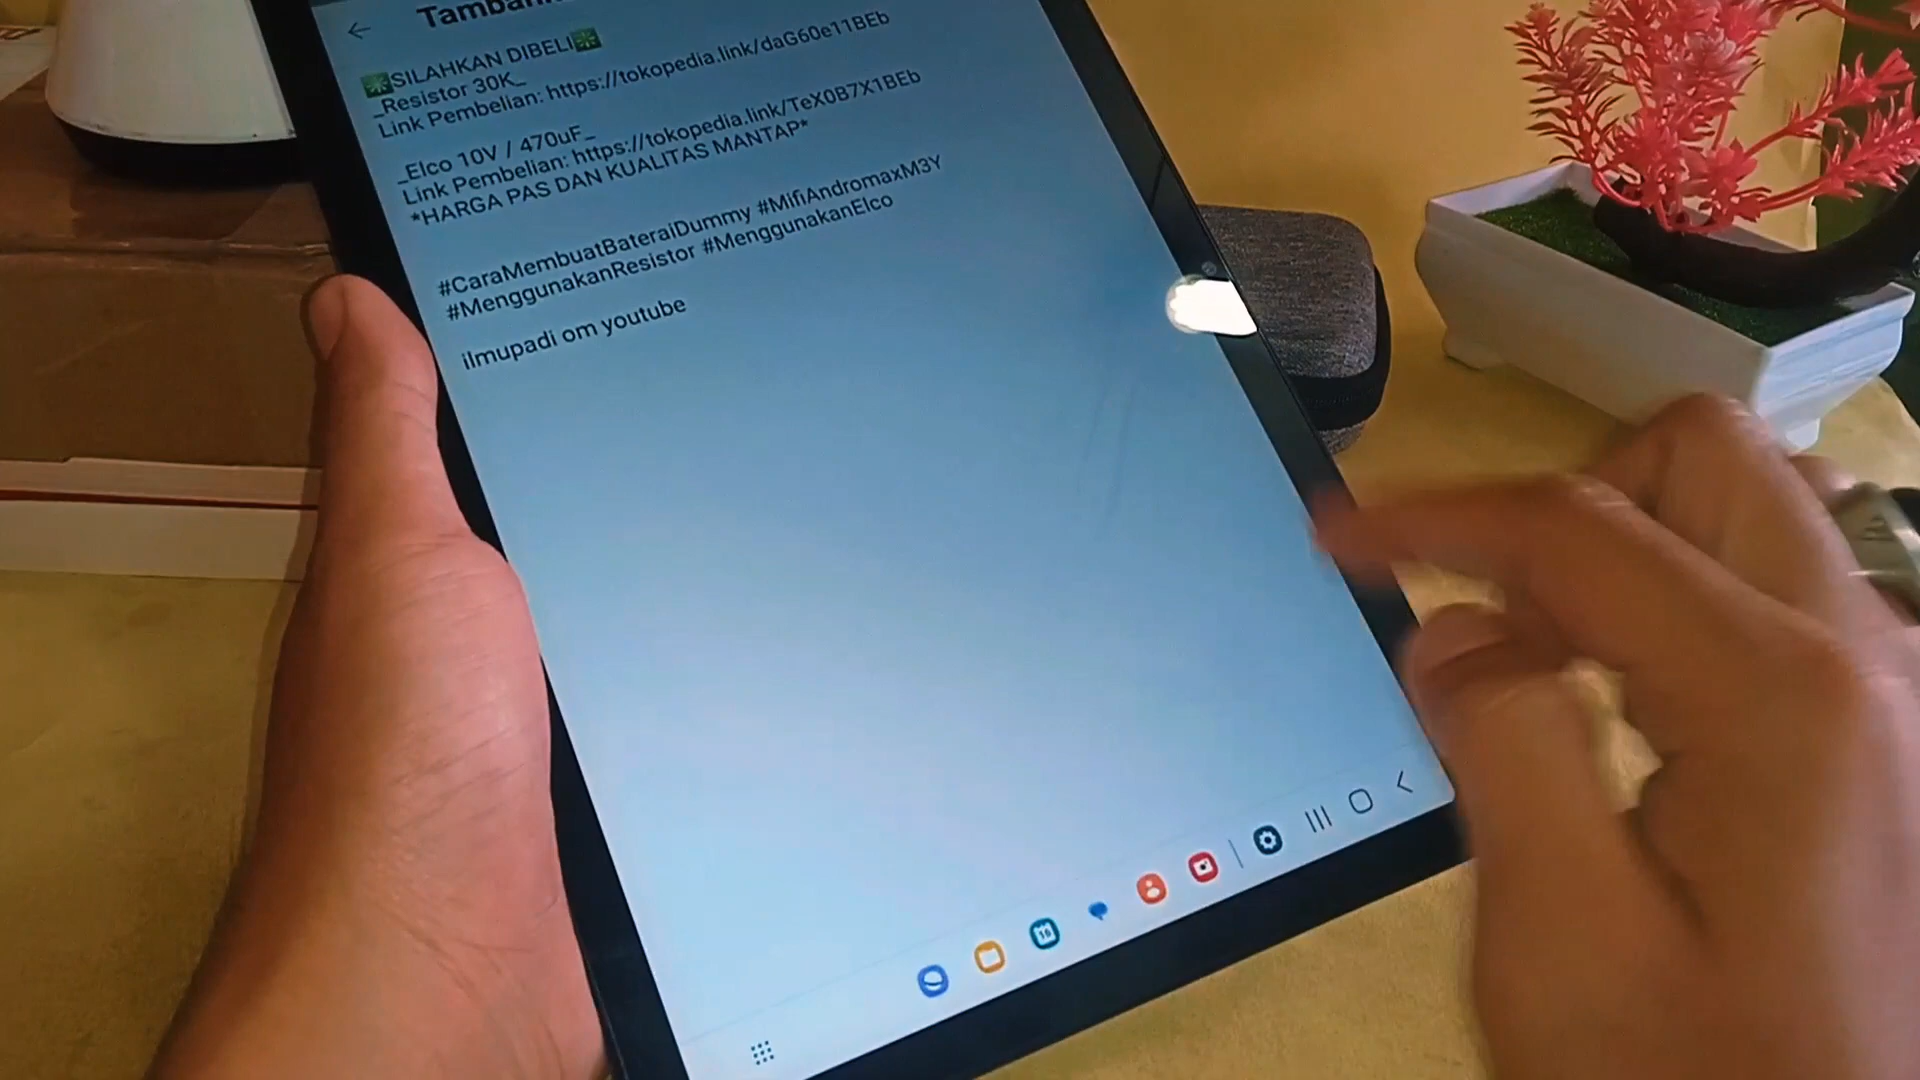 SILAHKAN DIBELI
_Resistor 30K_
Link Pembelian: https://tokopedia.link/daG60e11BEb
_Elco 10V / 470uF_
Link Pembelian: https://tokopedia.link/TeX0B7X1BEb
*HARGA PAS DAN KUALITAS MANTAP*
#CaraMembuatBateraiDummy #MifiAndromaxM3Y
#MenggunakanResistor #MenggunakanElco
ilmupadi om youtube